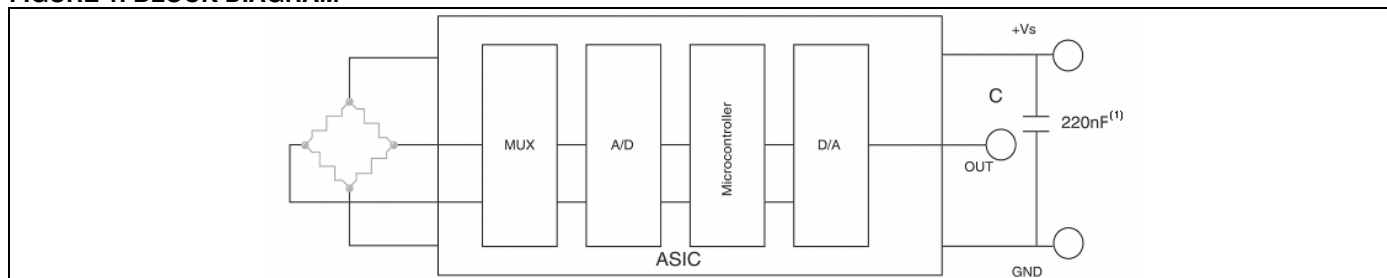 FIGURE 1. BLOCK DIAGRAM
+Vs
C
220nF(1)
MUX
A/D
Microcontroller
D/A
OUT
ASIC
GND